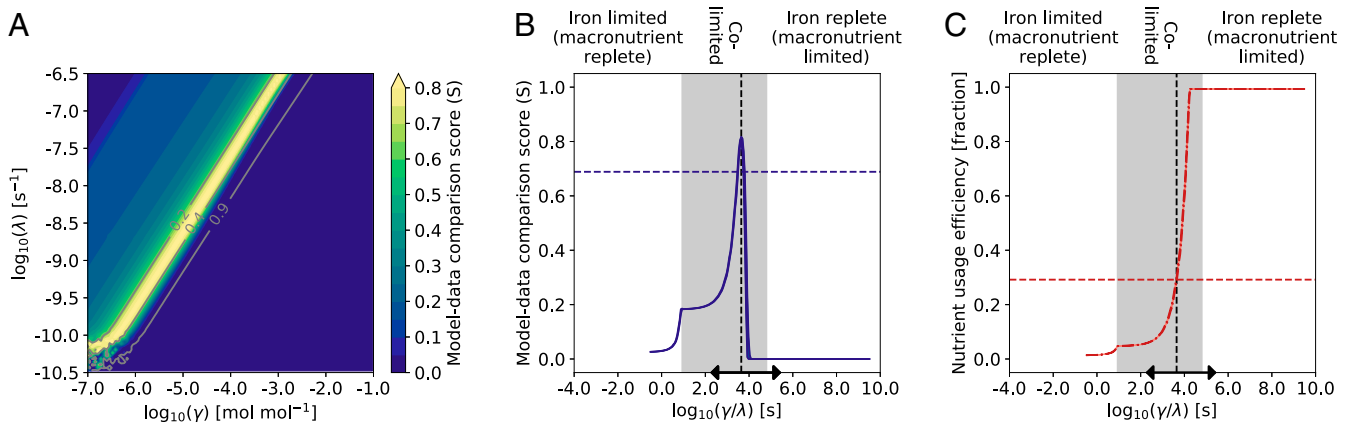 A
-6.5
-7.0
-7.5
-8.0
-8.5
-9.0
-9.5
-10.0
-10.5
log₁₀(λ) [s⁻¹]
-7.0 -5.0 -4.0 -2.0 -1.0
log₁₀(γ) [mol mol⁻¹]
0.2
0.4
0.9
0.8
0.7
0.6
0.5
0.4
0.3
0.2
0.1
0.0
Model-data comparison score (S)
B
Iron limited
(macronutrient
replete)
Co-
limited
Iron replete
(macronutrient
limited)
1.0
0.8
0.6
0.4
0.2
0.0
Model-data comparison score (S)
-4.0 -2.0 0.0 2.0 4.0 6.0 8.0 10.0
log₁₀(γ/λ) [s]
C
Iron limited
(macronutrient
replete)
Co-
limited
Iron replete
(macronutrient
limited)
1.0
0.8
0.6
0.4
0.2
0.0
Nutrient usage efficiency [fraction]
-4.0 -2.0 0.0 2.0 4.0 6.0 8.0 10.0
log₁₀(γ/λ) [s]